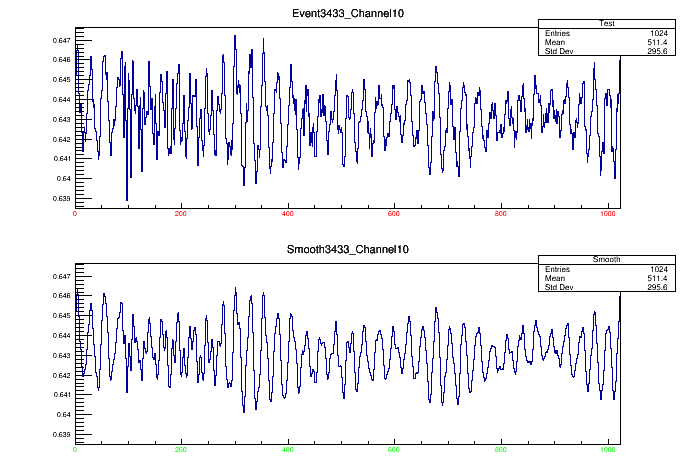 Event3433_Channel10
Test
Entries 1024
Mean 511.4
Std Dev 295.6
0.647
0.646
0.645
0.644
0.643
0.642
0.641
0.64
0.639
0 200 400 600 800 1000
Smooth3433_Channel10
Smooth
Entries 1024
Mean 511.4
Std Dev 295.6
0.647
0.646
0.645
0.644
0.643
0.642
0.641
0.64
0.639
0 200 400 600 800 1000